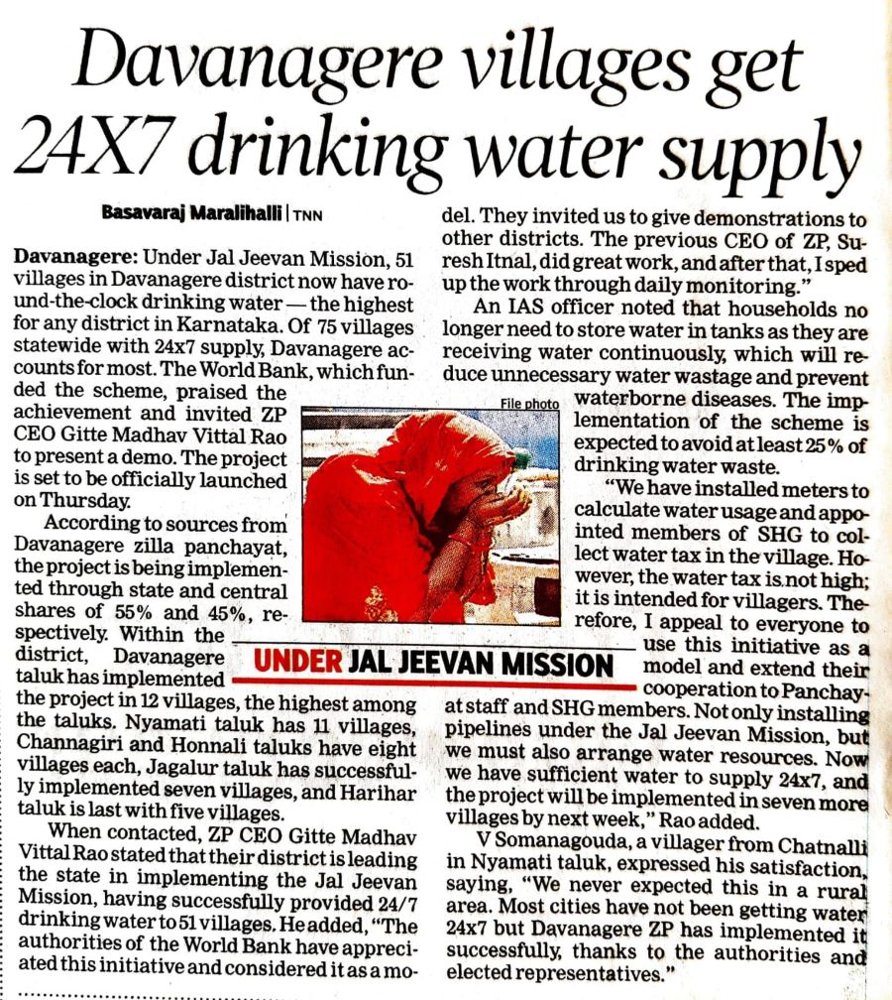 Davanagere villages get
24X7 drinking water supply
Basavaraj Maralihalli | TNN
Davanagere: Under Jal Jeevan Mission, 51
villages in Davanagere district now have ro-
und-the-clock drinking water — the highest
for any district in Karnataka. Of 75 villages
statewide with 24x7 supply, Davanagere ac-
counts for most. The World Bank, which fun-
ded the scheme, praised the
achievement and invited ZP
CEO Gitte Madhav Vittal Rao
to present a demo. The project
is set to be officially launched
on Thursday.
According to sources from
Davanagere zilla panchayat,
the project is being implemen-
ted through state and central
shares of 55% and 45%, re-
spectively. Within the
district, Davanagere
taluk has implemented
the project in 12 villages, the highest among
the taluks. Nyamati taluk has 11 villages,
Channagiri and Honnali taluks have eight
villages each, Jagalur taluk has successful-
ly implemented seven villages, and Harihar
taluk is last with five villages.
When contacted, ZP CEO Gitte Madhav
Vittal Rao stated that their district is leading
the state in implementing the Jal Jeevan
Mission, having successfully provided 24/7
drinking water to 51 villages. He added, “The
authorities of the World Bank have appreci-
ated this initiative and considered it as a mo-
del. They invited us to give demonstrations to
other districts. The previous CEO of ZP, Su-
resh Itnal, did great work, and after that, I sped
up the work through daily monitoring.”
An IAS officer noted that households no
longer need to store water in tanks as they are
receiving water continuously, which will re-
duce unnecessary water wastage and prevent
waterborne diseases. The imp-
lementation of the scheme is
expected to avoid at least 25% of
drinking water waste.
“We have installed meters to
calculate water usage and appo-
inted members of SHG to col-
lect water tax in the village. Ho-
wever, the water tax is not high;
it is intended for villagers. The-
refore, I appeal to everyone to
use this initiative as a
model and extend their
cooperation to Panchay-
at staff and SHG members. Not only installing
pipelines under the Jal Jeevan Mission, but
we must also arrange water resources. Now
we have sufficient water to supply 24x7, and
the project will be implemented in seven more
villages by next week,” Rao added.
V Somanagouda, a villager from Chatnalli
in Nyamati taluk, expressed his satisfaction,
saying, “We never expected this in a rural
area. Most cities have not been getting water
24x7 but Davanagere ZP has implemented it
successfully, thanks to the authorities and
elected representatives.”
File photo
UNDER JAL JEEVAN MISSION